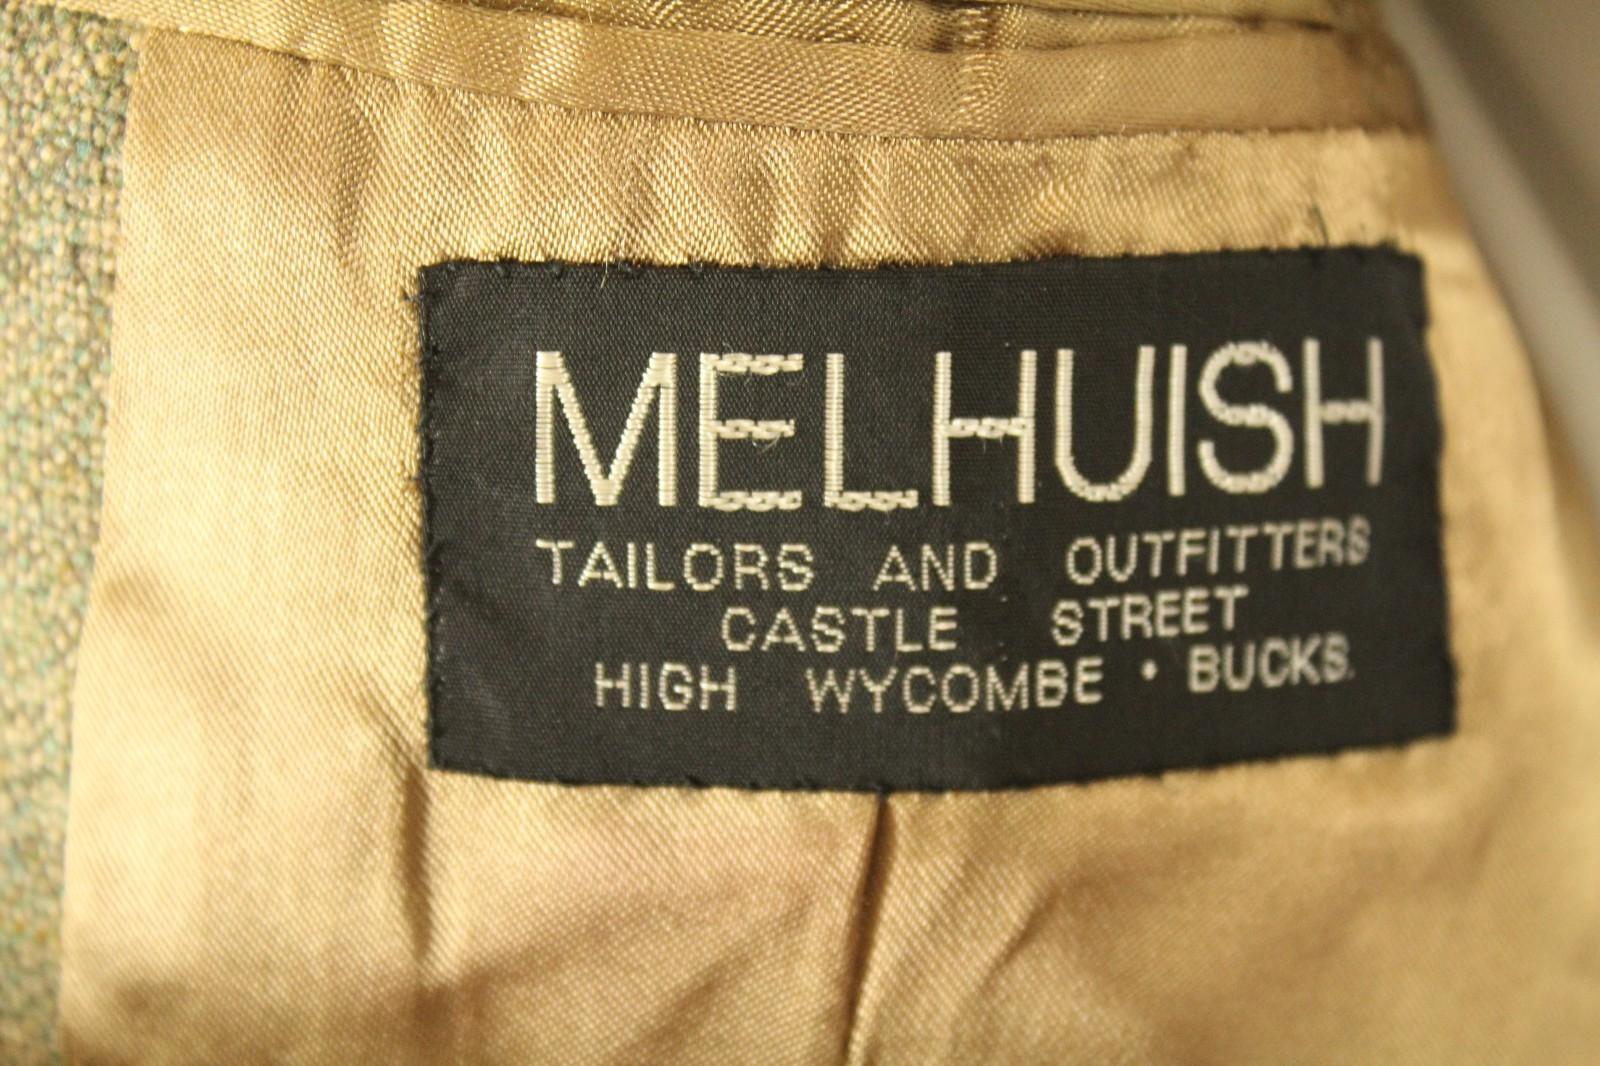 MELHUISH
TAILORS AND OUTFITTERS
CASTLE STREET
HIGH WYCOMBE · BUCKS.